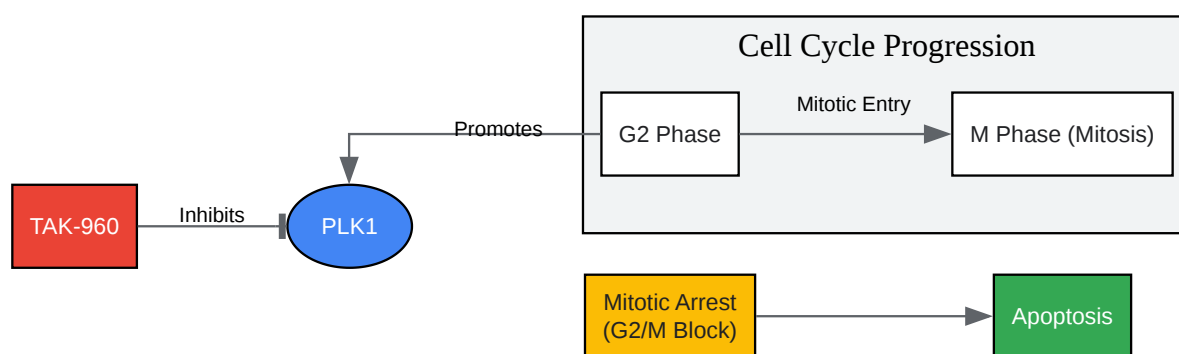 Cell Cycle Progression
Mitotic Entry
Promotes
G2 Phase
M Phase (Mitosis)
TAK-960
Inhibits
PLK1
Mitotic Arrest
(G2/M Block)
Apoptosis